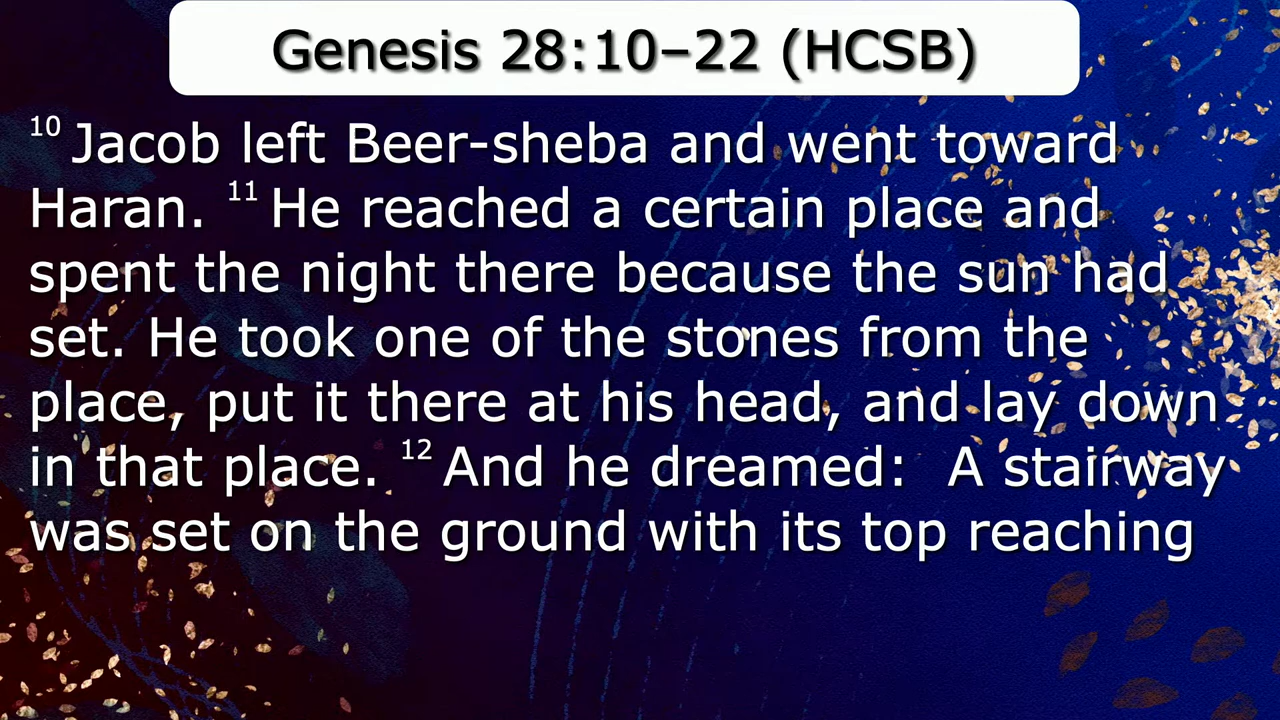 Genesis 28:10–22 (HCSB)
10 Jacob left Beer-sheba and went toward
Haran. 11 He reached a certain place and
spent the night there because the sun had
set. He took one of the stones from the
place, put it there at his head, and lay down
in that place. 12 And he dreamed:  A stairway
was set on the ground with its top reaching